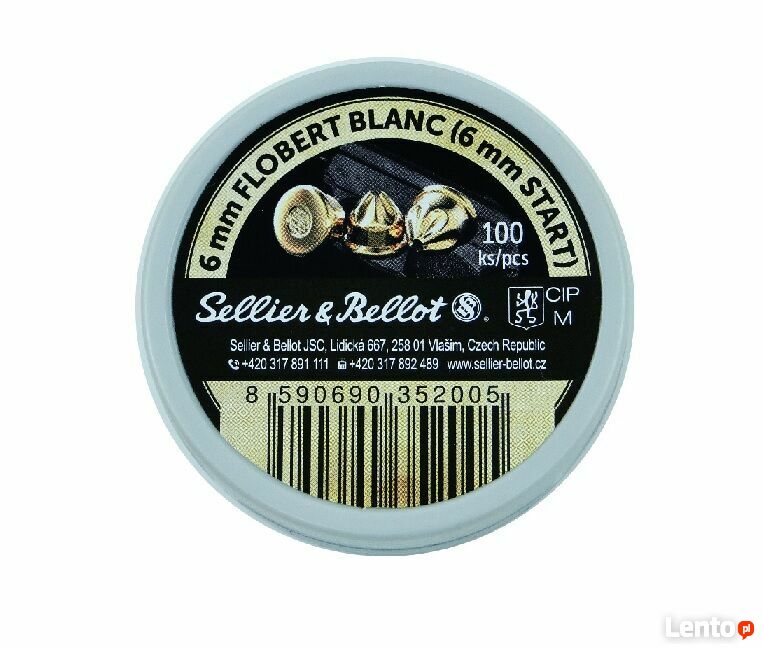 6 mm FLOBERT BLANC (6 mm START)
100
ks/pcs
Sellier & Bellot S&B®.
CIP
M
Sellier & Bellot JSC, Lidická 667, 258 01 Vlašim, Czech Republic
+420 317 891 111 +420 317 892 489 www.sellier-bellot.cz
8 590690 352005
Lento.pl